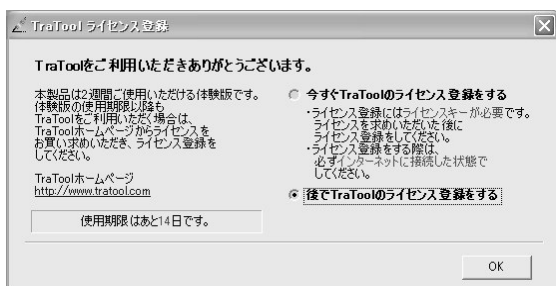 TraTool ライセンス登録
TraToolをご利用いただきありがとうございます。
本製品は2週間ご使用いただける体験版です。
体験版の使用期限以降も
TraToolをご利用いただく場合は、
TraToolホームページからライセンスを
お買い求めいただき、ライセンス登録を
してください。
TraToolホームページ
http://www.tratool.com
使用期限はあと14日です。
今すぐTraToolのライセンス登録をする
・ライセンス登録にはライセンスキーが必要です。
ライセンスを求めいただいた後に
ライセンス登録をしてください。
・ライセンス登録をする際は、
必ずインターネットに接続した状態で
してください。
後でTraToolのライセンス登録をする
OK